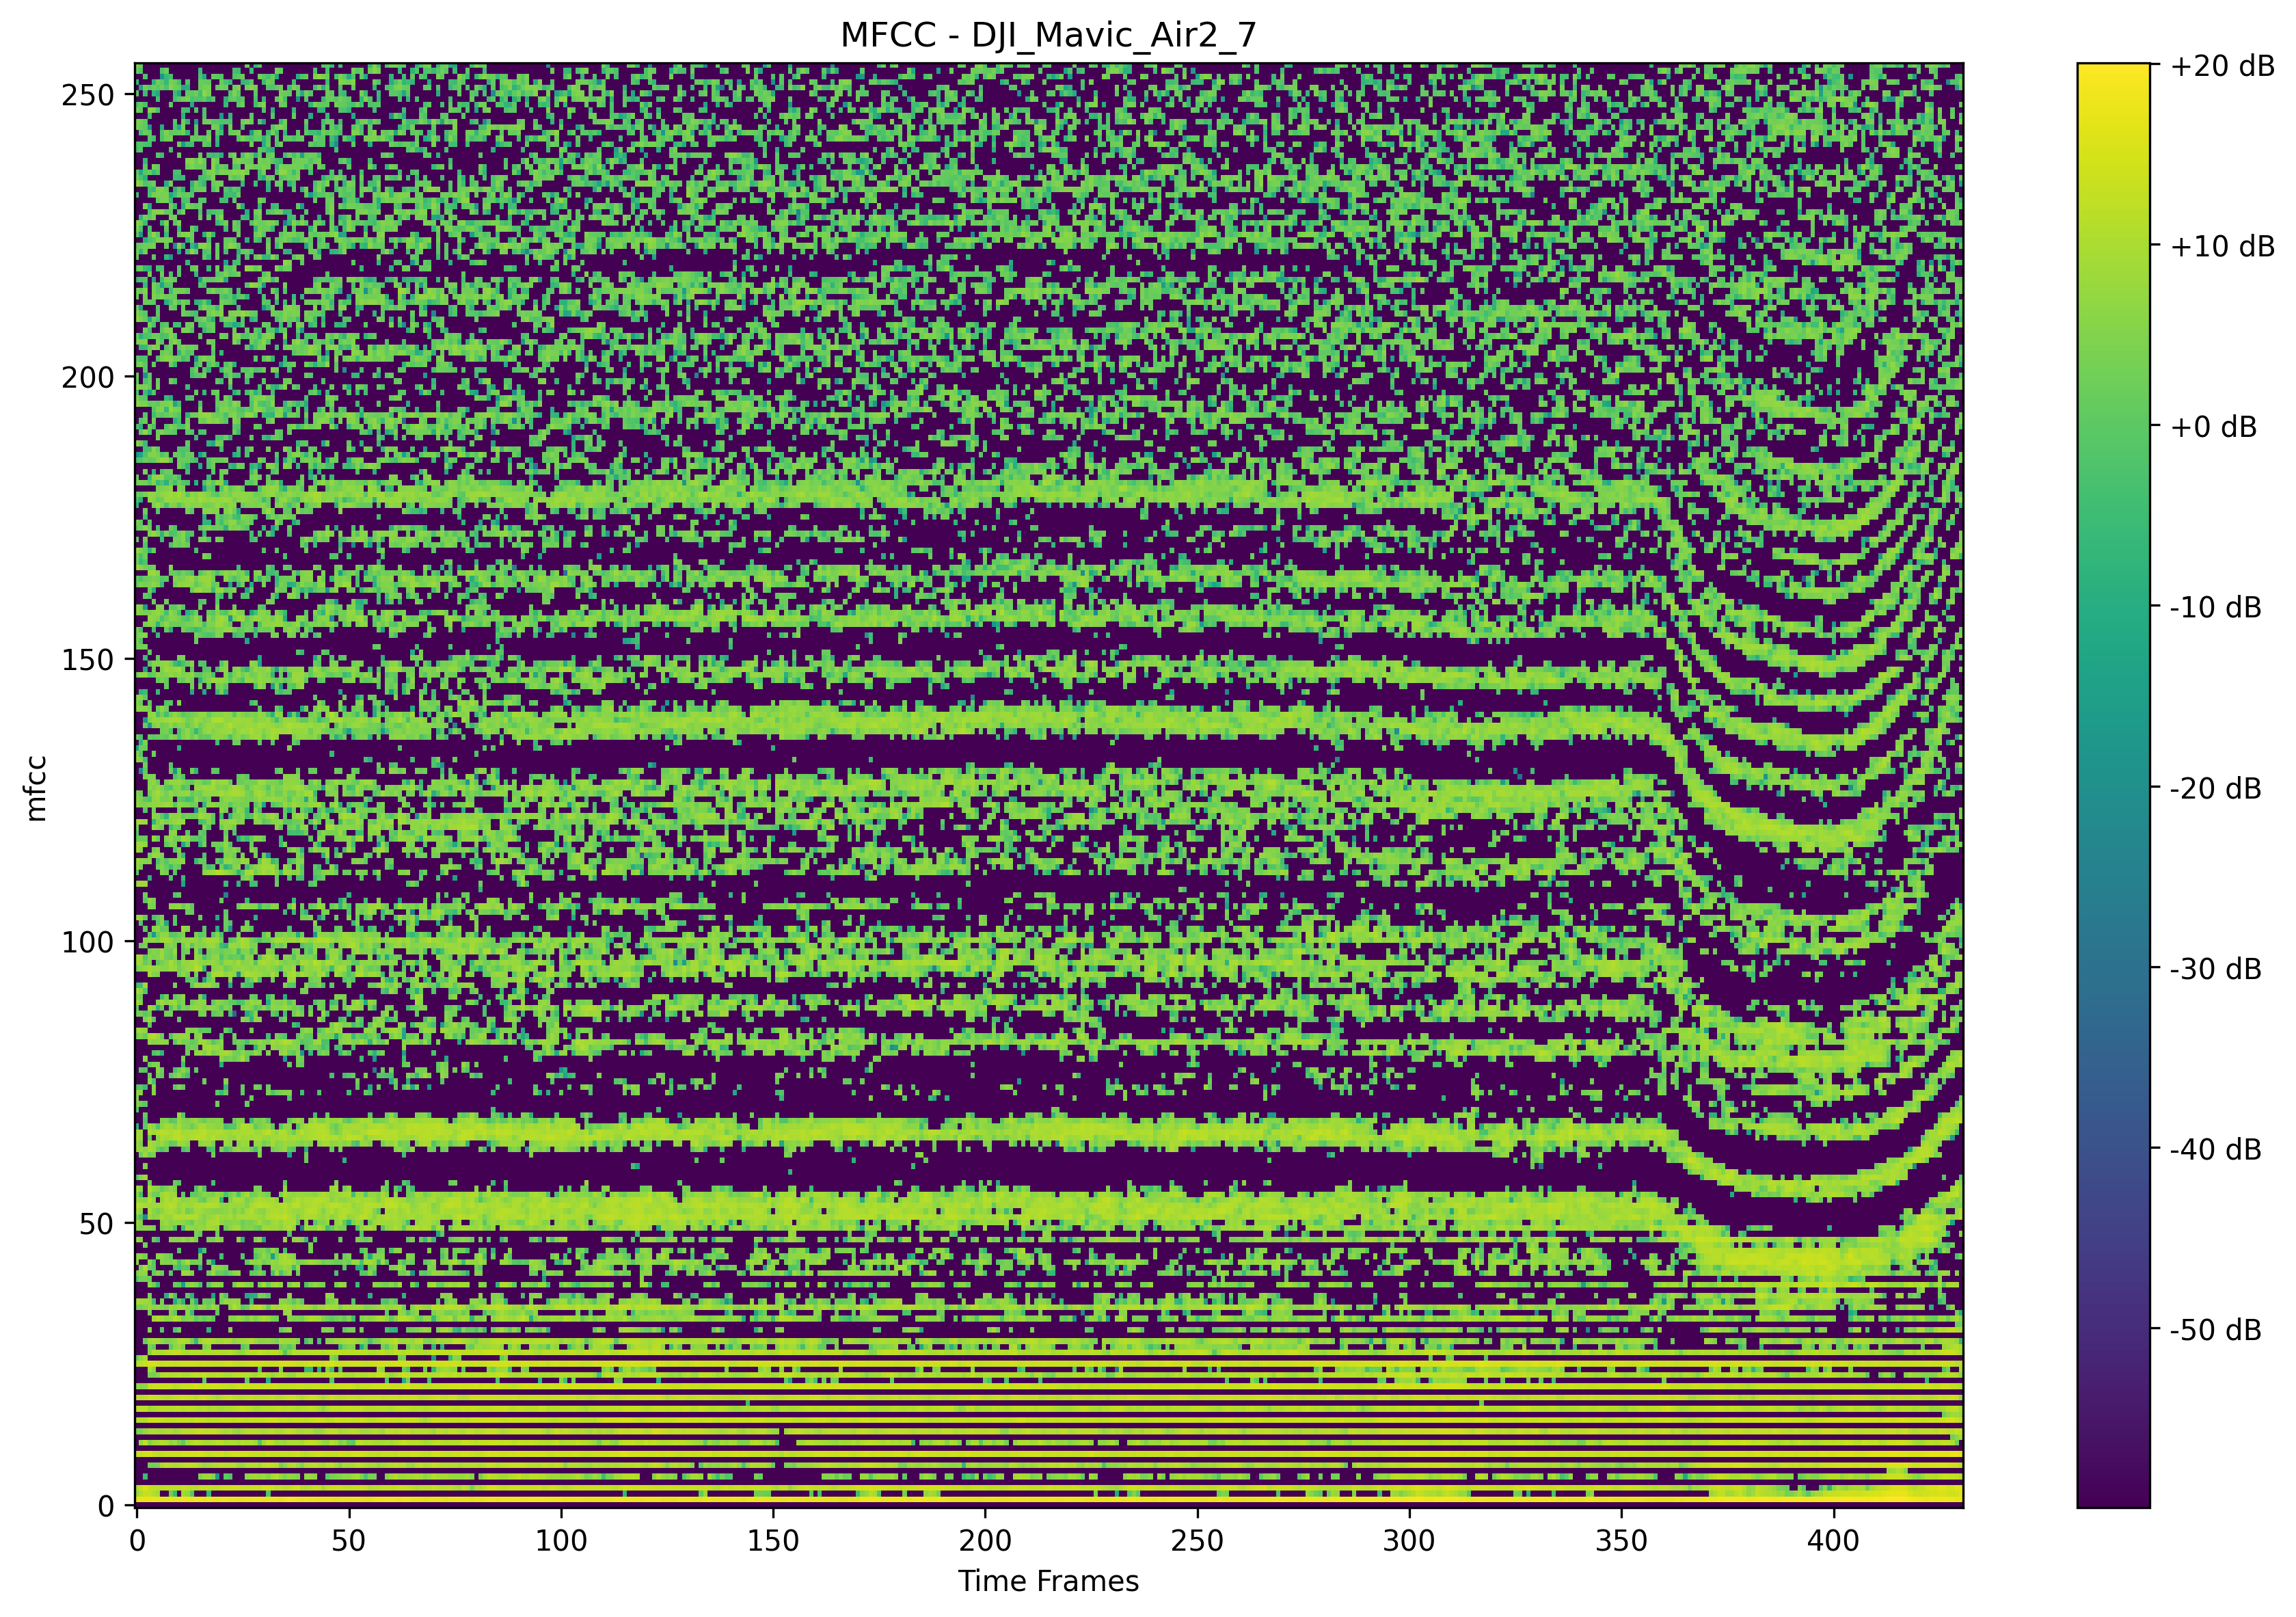 MFCC - DJI_Mavic_Air2_7
250
200
150
100
50
0
mfcc
0 50 100 150 200 250 300 350 400
Time Frames
+20 dB
+10 dB
+0 dB
-10 dB
-20 dB
-30 dB
-40 dB
-50 dB